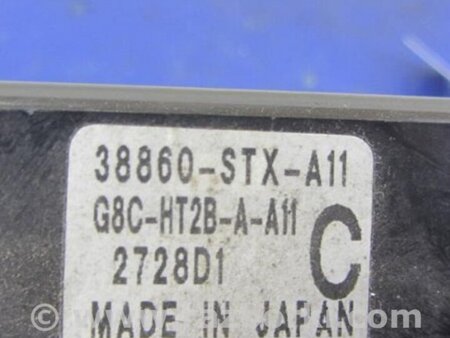 38860-STX-A11
G8C-HT2B-A-A11
C
2728D1
MADE IN JAPAN